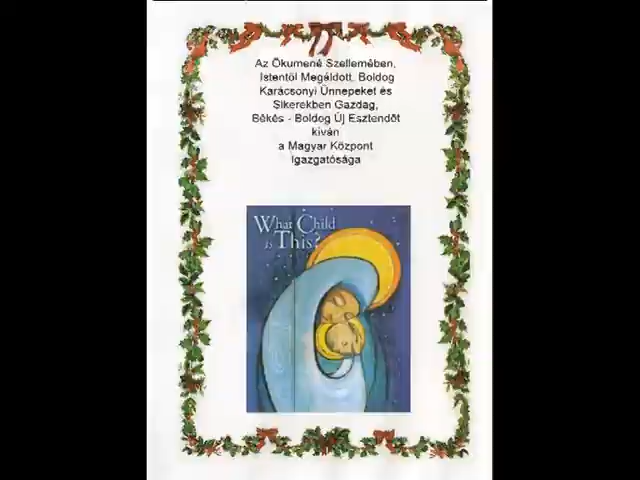 Az Ökumené Szellemében,
Istentől Megáldott, Boldog
Karácsonyi Ünnepeket és
Sikerekben Gazdag,
Békés - Boldog Új Esztendőt
kíván
a Magyar Központ
Igazgatósága
What Child
Is This?